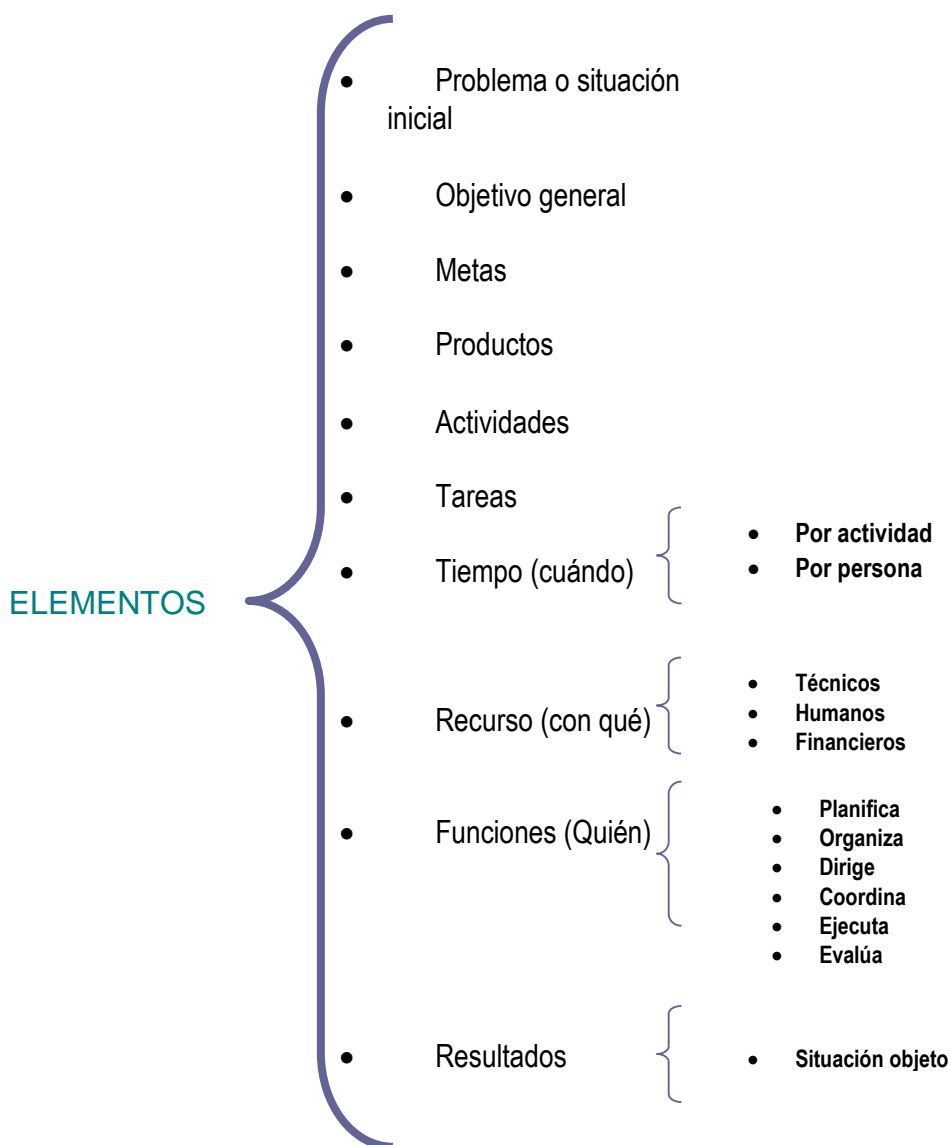 • Problema o situación
inicial
• Objetivo general
• Metas
• Productos
• Actividades
• Tareas
• Tiempo (cuándo)
• Por actividad
• Por persona
ELEMENTOS
• Recurso (con qué)
• Técnicos
• Humanos
• Financieros
• Funciones (Quién)
• Planifica
• Organiza
• Dirige
• Coordina
• Ejecuta
• Evalúa
• Resultados
• Situación objeto